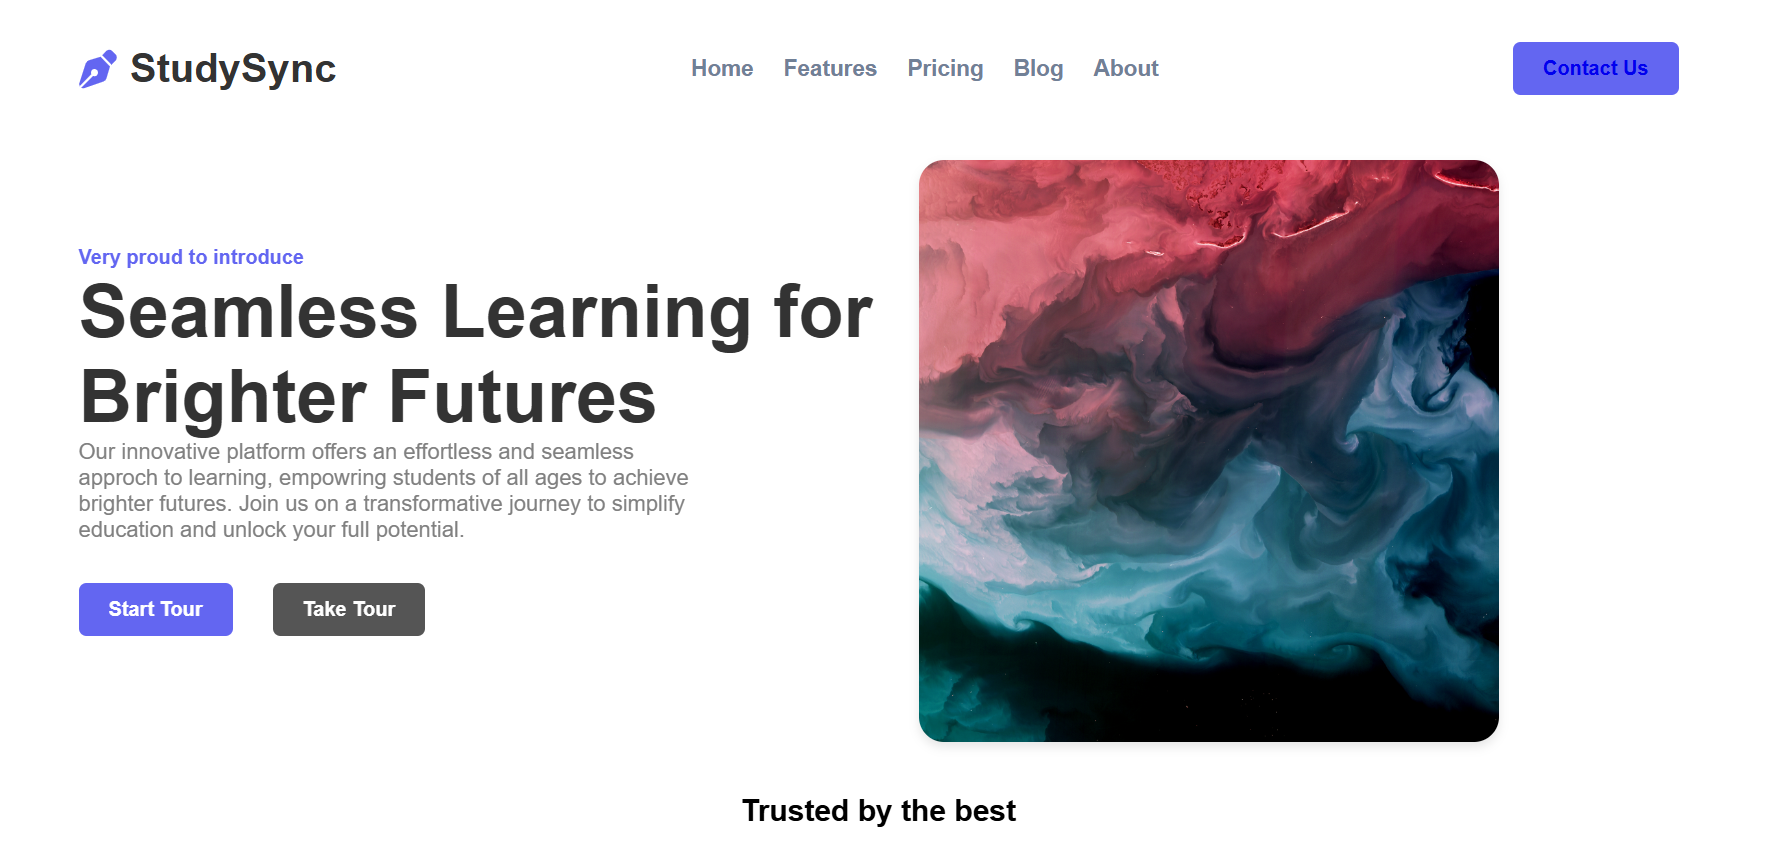 StudySync
Home Features Pricing Blog About
Contact Us
Very proud to introduce
Seamless Learning for
Brighter Futures
Our innovative platform offers an effortless and seamless
approch to learning, empowring students of all ages to achieve
brighter futures. Join us on a transformative journey to simplify
education and unlock your full potential.
Start Tour
Take Tour
Trusted by the best